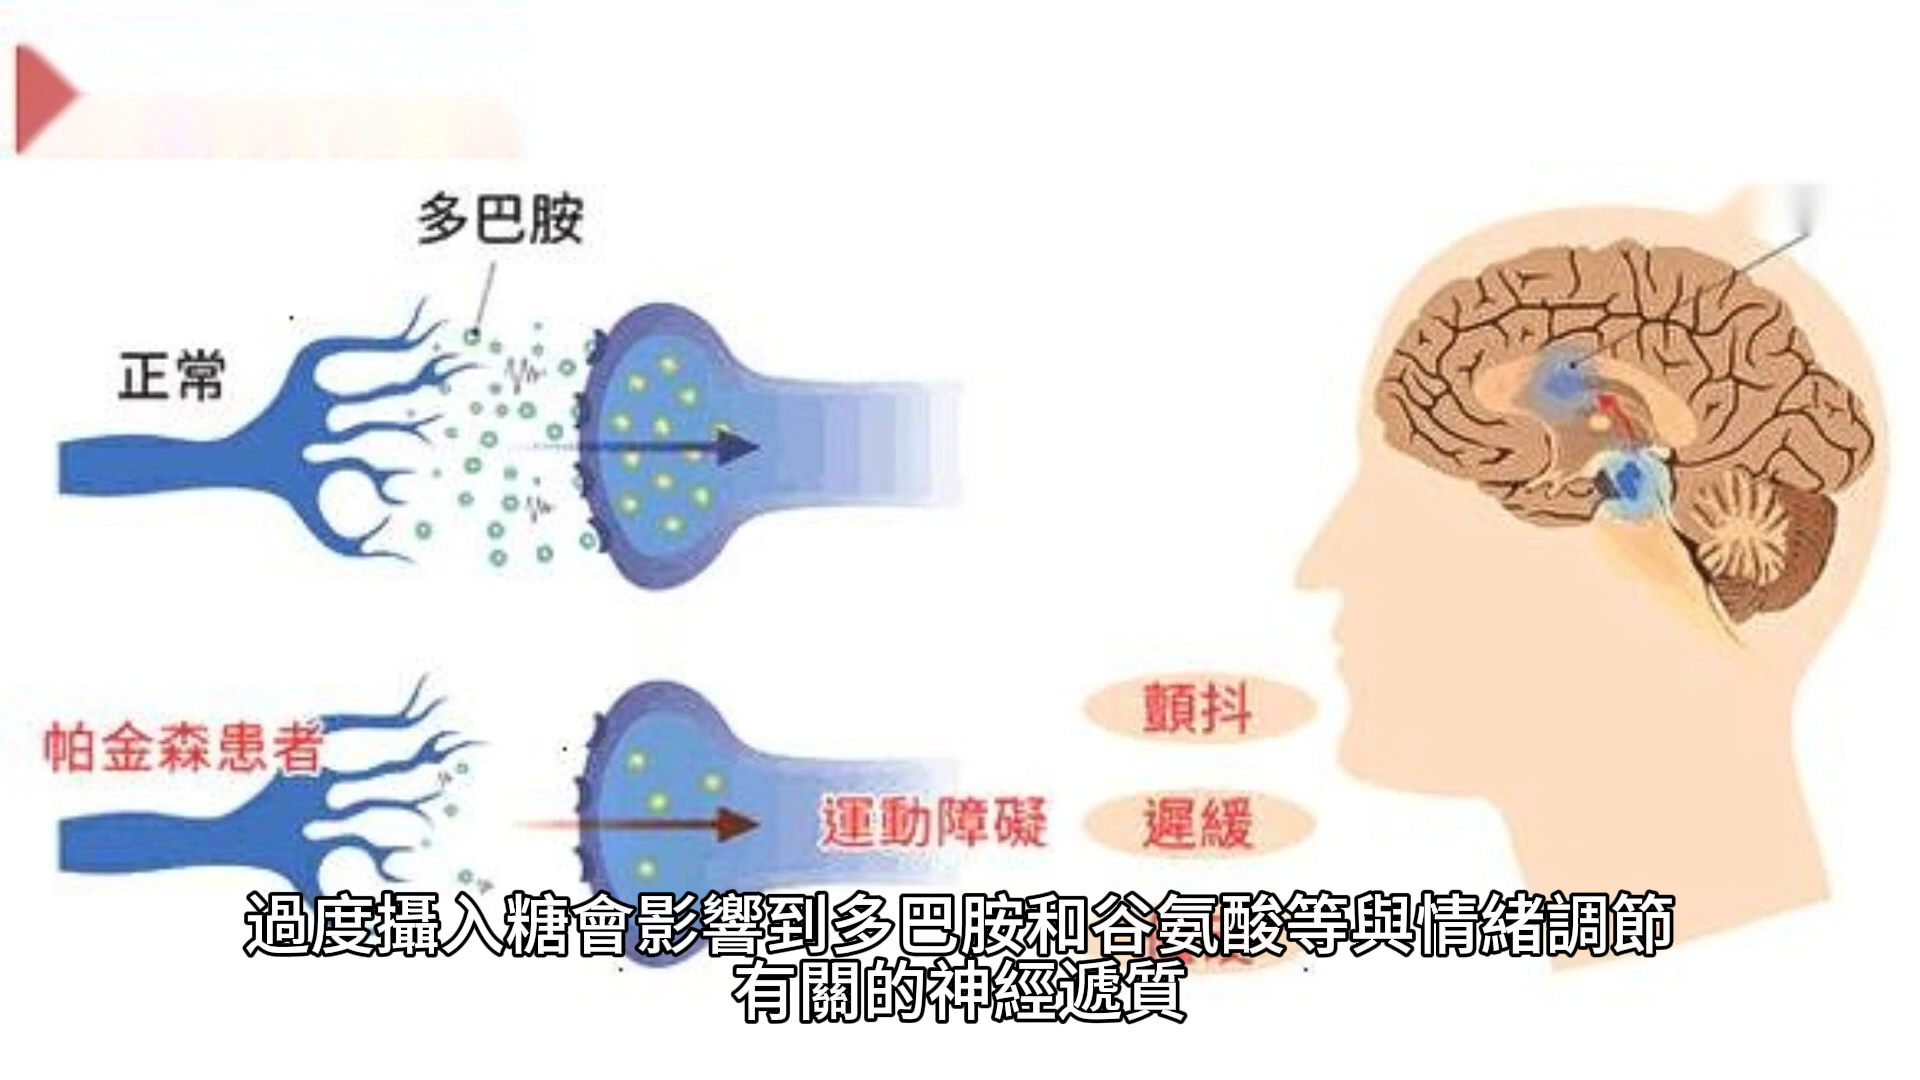 多巴胺
正常
帕金森患者
運動障礙
顫抖
遲緩
過度攝入糖會影響到多巴胺和谷氨酸等與情緒調節
有關的神經遞質